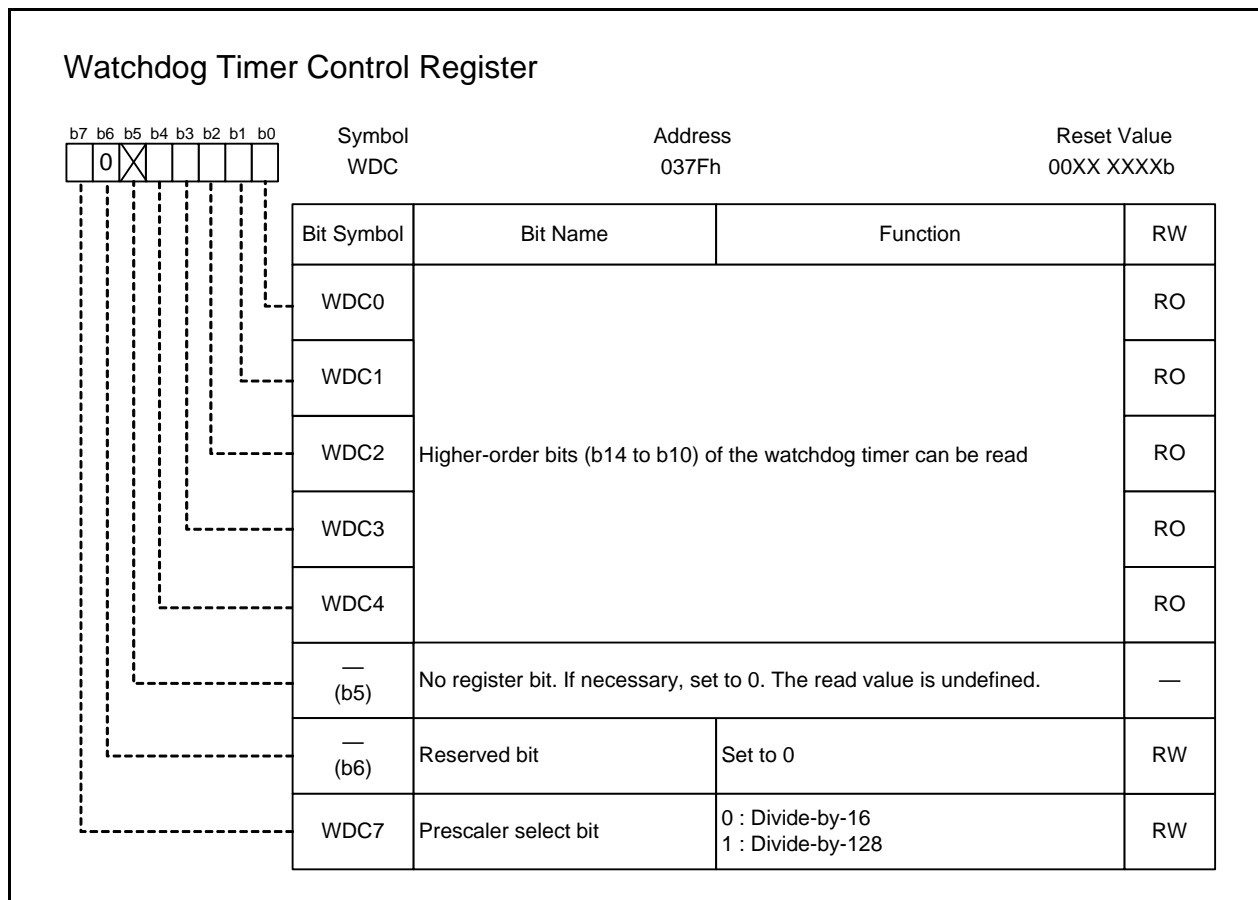 Watchdog Timer Control Register
b7 b6 b5 b4 b3 b2 b1 b0
0
Symbol Address Reset Value
WDC 037Fh 00XX XXXXb
Bit Symbol Bit Name Function RW
WDC0 RO
WDC1 RO
WDC2 Higher-order bits (b14 to b10) of the watchdog timer can be read RO
WDC3 RO
WDC4 RO
—
(b5) No register bit. If necessary, set to 0. The read value is undefined. —
—
(b6) Reserved bit Set to 0 RW
WDC7 Prescaler select bit 0 : Divide-by-16
1 : Divide-by-128 RW